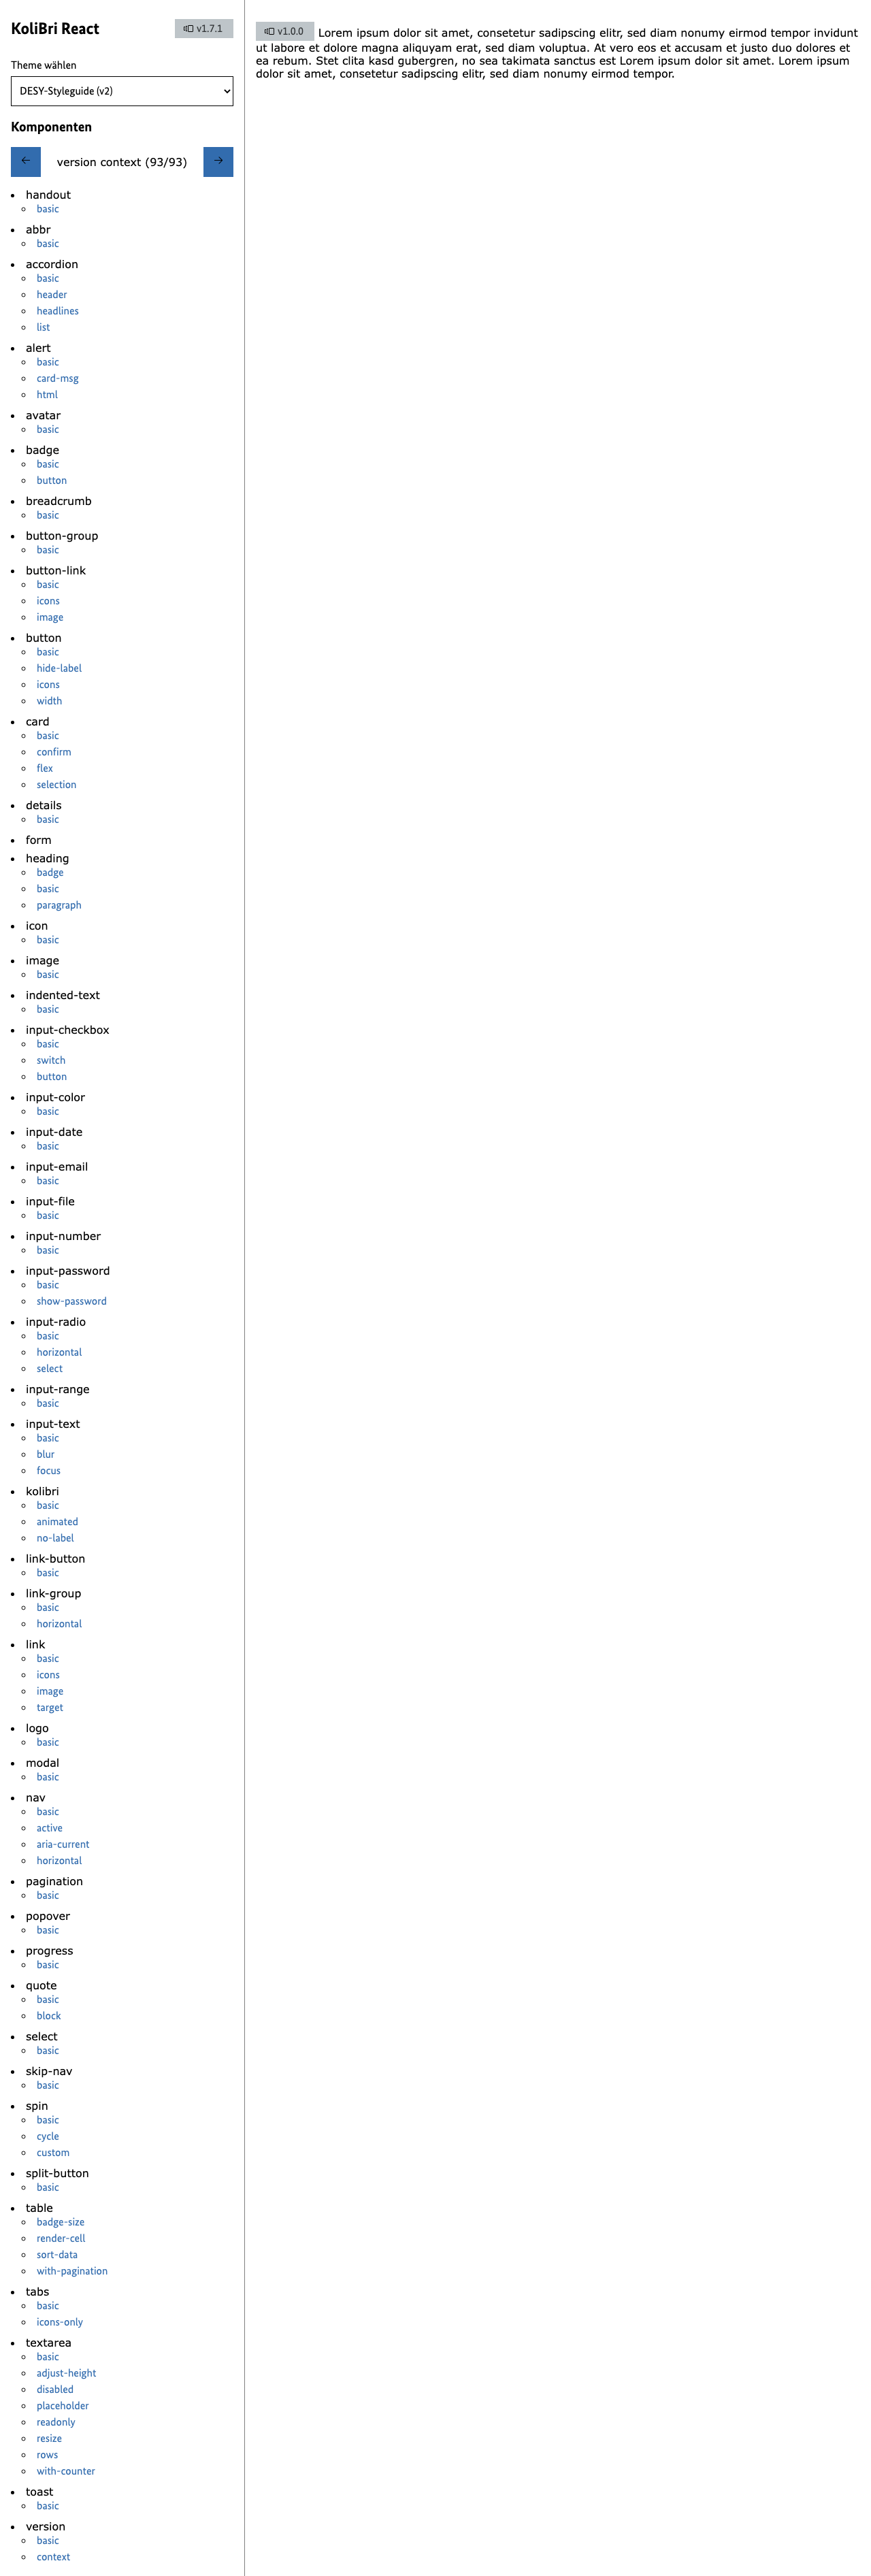 KoliBri React
v1.7.1
Theme wählen
DESY-Styleguide (v2)
Komponenten
version context (93/93)
handout
basic
abbr
basic
accordion
basic
header
headlines
list
alert
basic
card-msg
html
avatar
basic
badge
basic
button
breadcrumb
basic
button-group
basic
button-link
basic
icons
image
button
basic
hide-label
icons
width
card
basic
confirm
flex
selection
details
basic
form
heading
badge
basic
paragraph
icon
basic
image
basic
indented-text
basic
input-checkbox
basic
switch
button
input-color
basic
input-date
basic
input-email
basic
input-file
basic
input-number
basic
input-password
basic
show-password
input-radio
basic
horizontal
select
input-range
basic
input-text
basic
blur
focus
kolibri
basic
animated
no-label
link-button
basic
link-group
basic
horizontal
link
basic
icons
image
target
logo
basic
modal
basic
nav
basic
active
aria-current
horizontal
pagination
basic
popover
basic
progress
basic
quote
basic
block
select
basic
skip-nav
basic
spin
basic
cycle
custom
split-button
basic
table
badge-size
render-cell
sort-data
with-pagination
tabs
basic
icons-only
textarea
basic
adjust-height
disabled
placeholder
readonly
resize
rows
with-counter
toast
basic
version
basic
context
v1.0.0 Lorem ipsum dolor sit amet, consetetur sadipscing elitr, sed diam nonumy eirmod tempor invidunt
ut labore et dolore magna aliquyam erat, sed diam voluptua. At vero eos et accusam et justo duo dolores et
ea rebum. Stet clita kasd gubergren, no sea takimata sanctus est Lorem ipsum dolor sit amet. Lorem ipsum
dolor sit amet, consetetur sadipscing elitr, sed diam nonumy eirmod tempor.